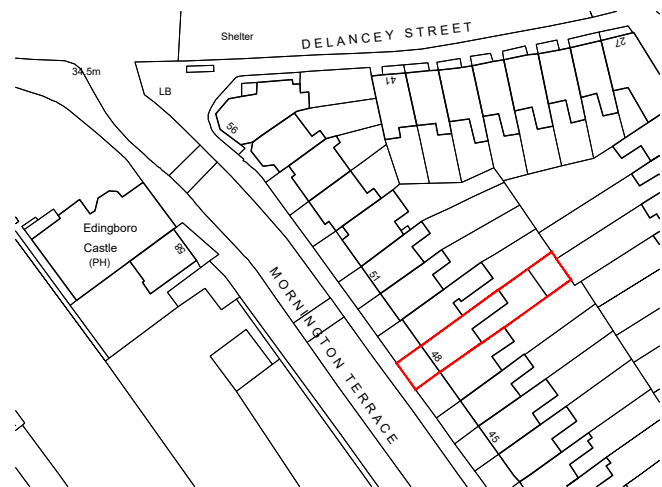 Shelter
DELANCEY STREET
27
34.5m
41
LB
56
Edingboro
Castle
(PH)
58
51
MORNINGTON TERRACE
48
45